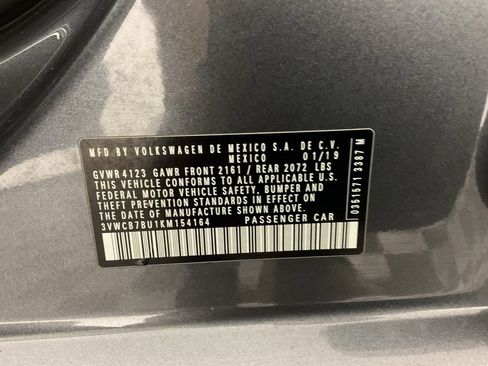 MFD BY VOLKSWAGEN DE MEXICO S.A. DE C.V.
MEXICO 01/19
GVWR 4123 GAWR FRONT 2161 / REAR 2072 LBS
THIS VEHICLE CONFORMS TO ALL APPLICABLE U.S.
FEDERAL MOTOR VEHICLE SAFETY, BUMPER AND
THEFT PREVENTION STANDARDS IN EFFECT ON
THE DATE OF MANUFACTURE SHOWN ABOVE.
3VWCB7BU1KM154164 PASSENGER CAR
0351571 3387 M